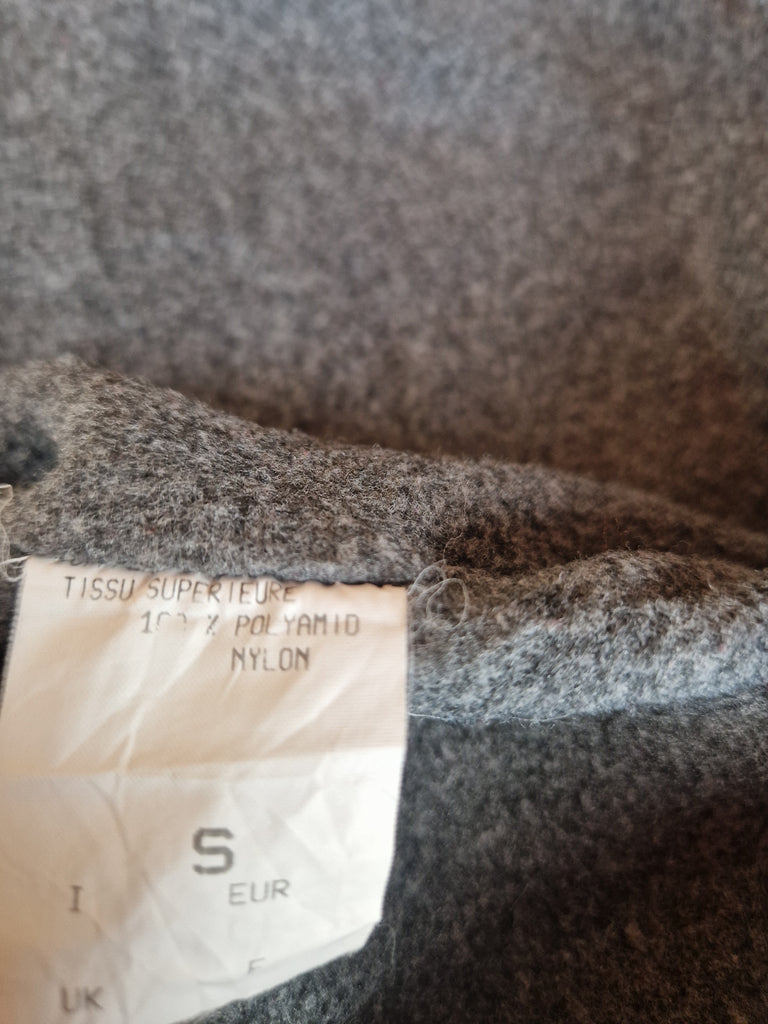 TISSU SUPERIEURE
% POLYAMID
NYLON
S
I EUR
F
UK